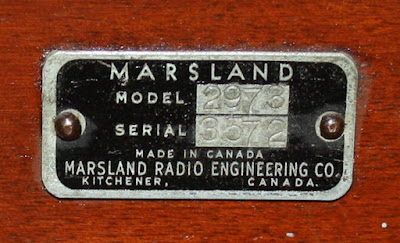 MARSLAND
MODEL 2973
SERIAL 3572
MADE IN CANADA
MARSLAND RADIO ENGINEERING CO.
KITCHENER, CANADA.